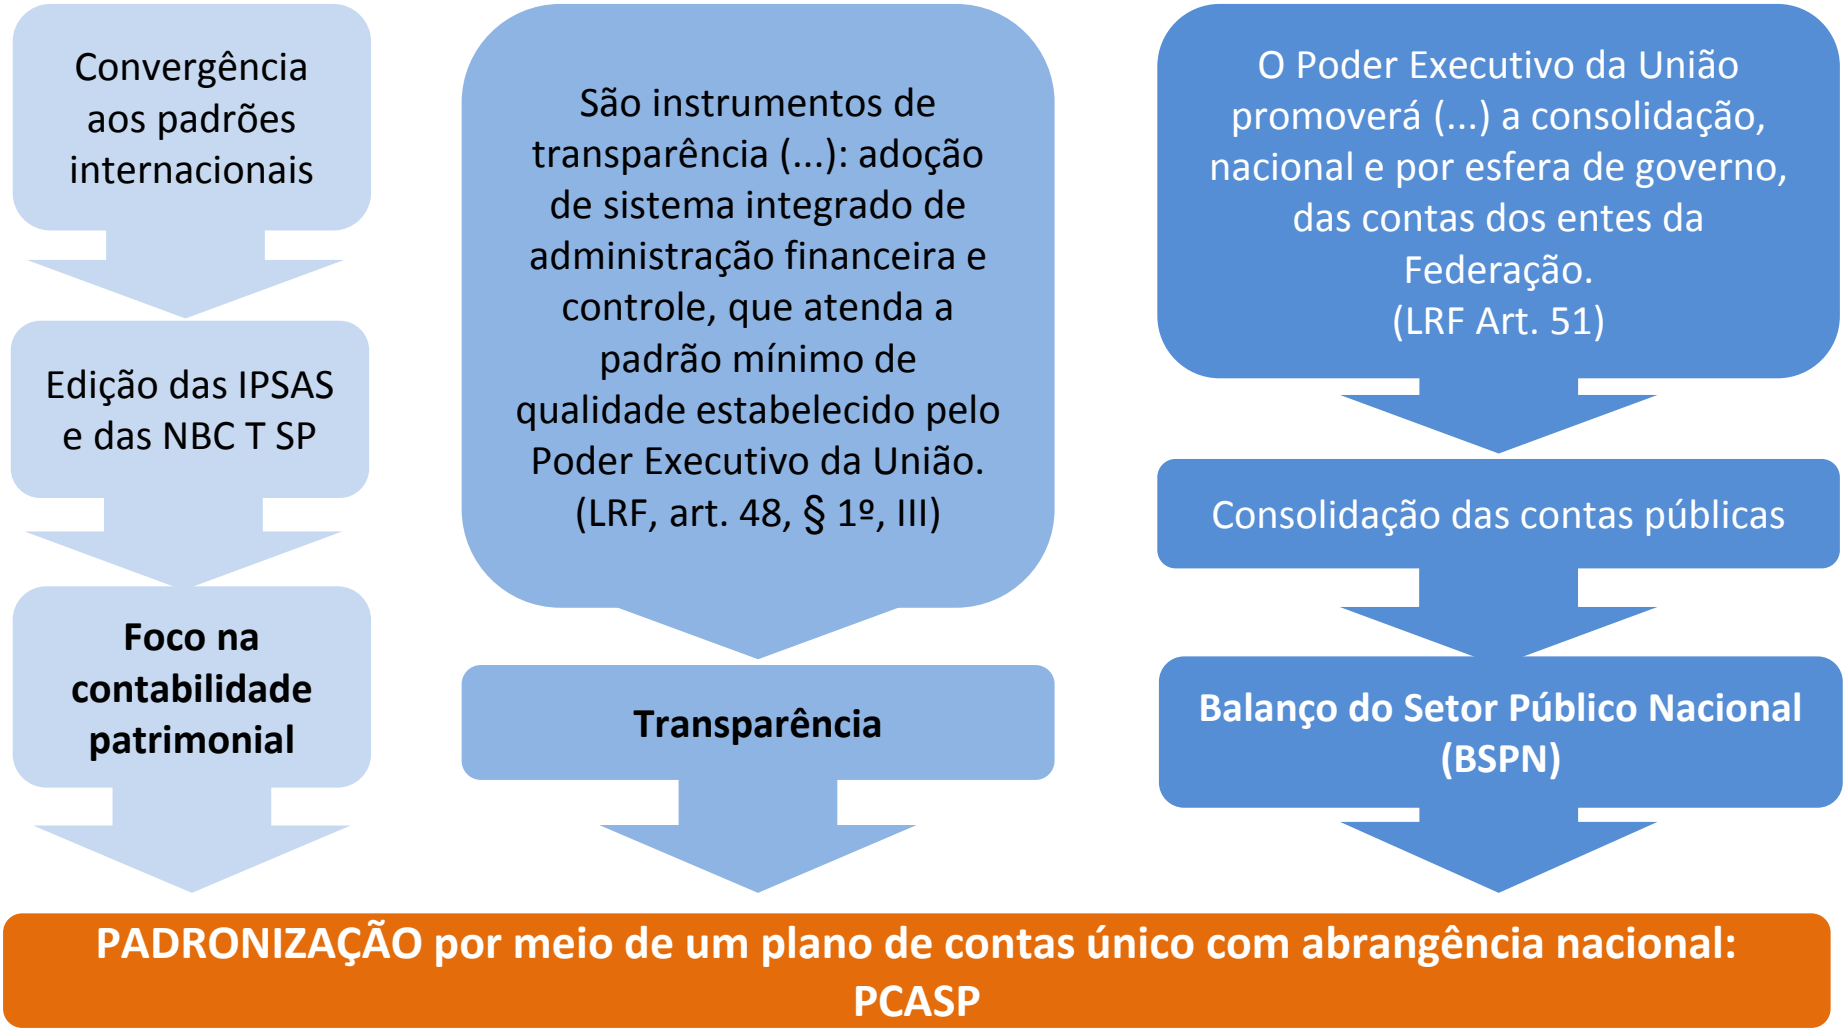 Convergência
aos padrões
internacionais
Edição das IPSAS
e das NBC T SP
Foco na
contabilidade
patrimonial
São instrumentos de
transparência (...): adoção
de sistema integrado de
administração financeira e
controle, que atenda a
padrão mínimo de
qualidade estabelecido pelo
Poder Executivo da União.
(LRF, art. 48, § 1º, III)
Transparência
O Poder Executivo da União
promoverá (...) a consolidação,
nacional e por esfera de governo,
das contas dos entes da
Federação.
(LRF Art. 51)
Consolidação das contas públicas
Balanço do Setor Público Nacional
(BSPN)
PADRONIZAÇÃO por meio de um plano de contas único com abrangência nacional:
PCASP